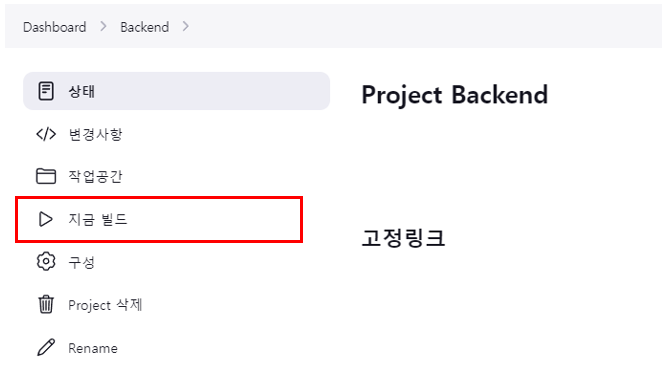 Dashboard > Backend >
상태
변경사항
작업공간
지금 빌드
구성
Project 삭제
Rename
Project Backend
고정링크